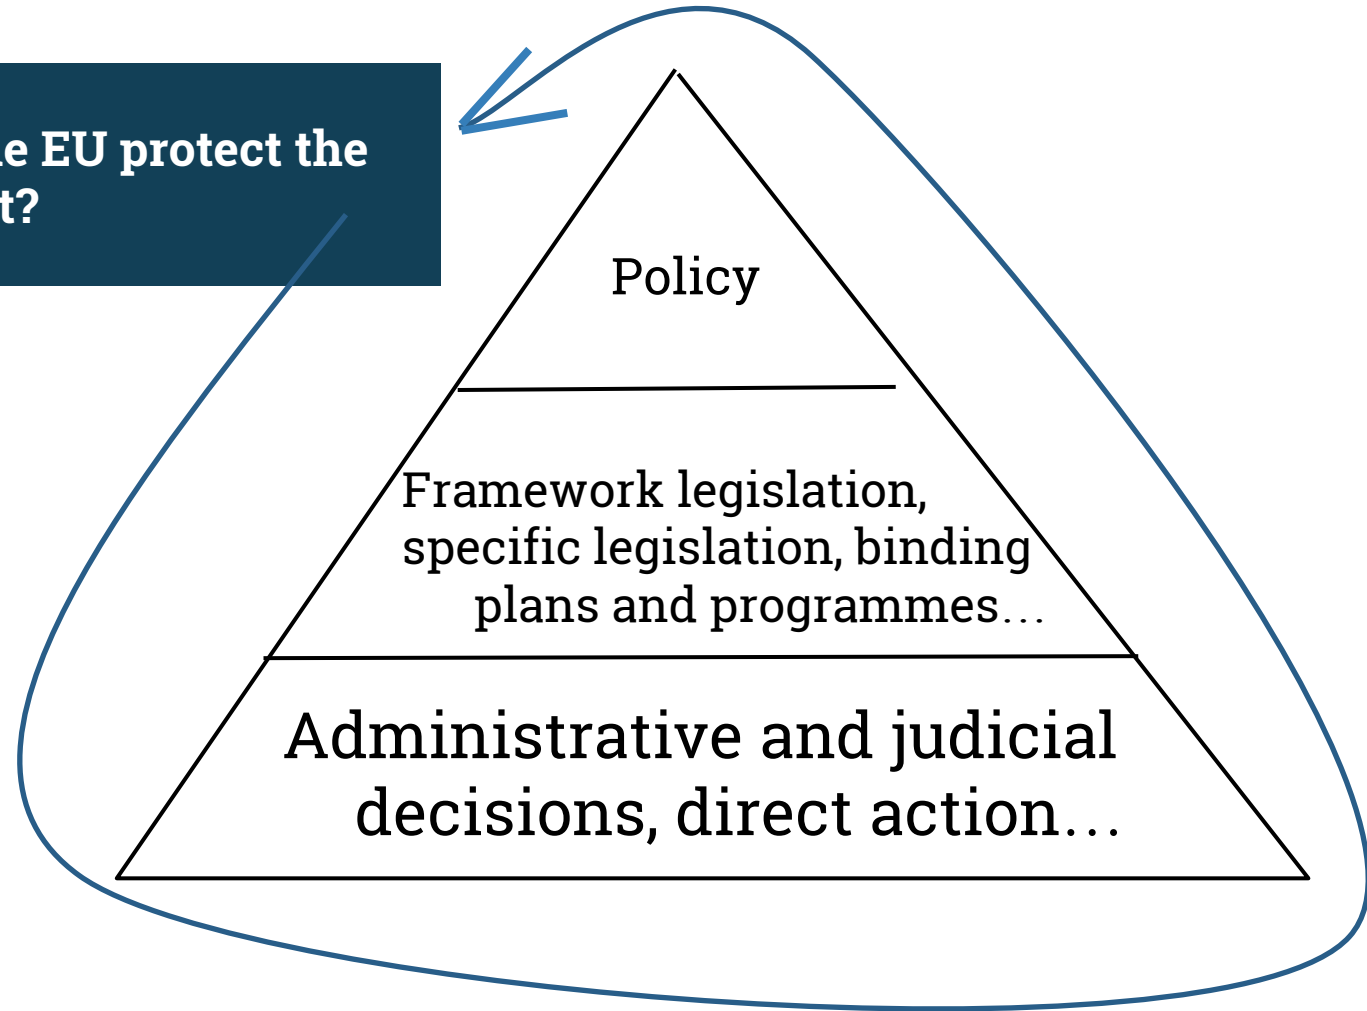 e EU protect the
t?
Policy
Framework legislation,
specific legislation, binding
plans and programmes…
Administrative and judicial
decisions, direct action…